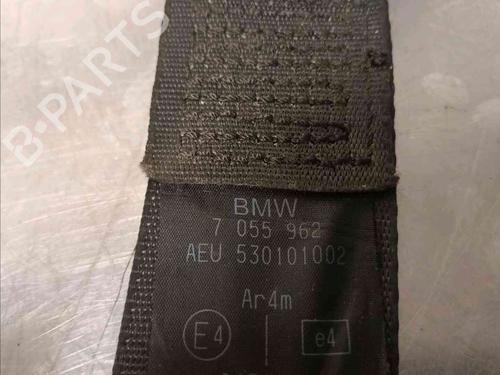 B-PARTS
BMW
7 055 962
AEU 530101002
Ar4m
E4 e4